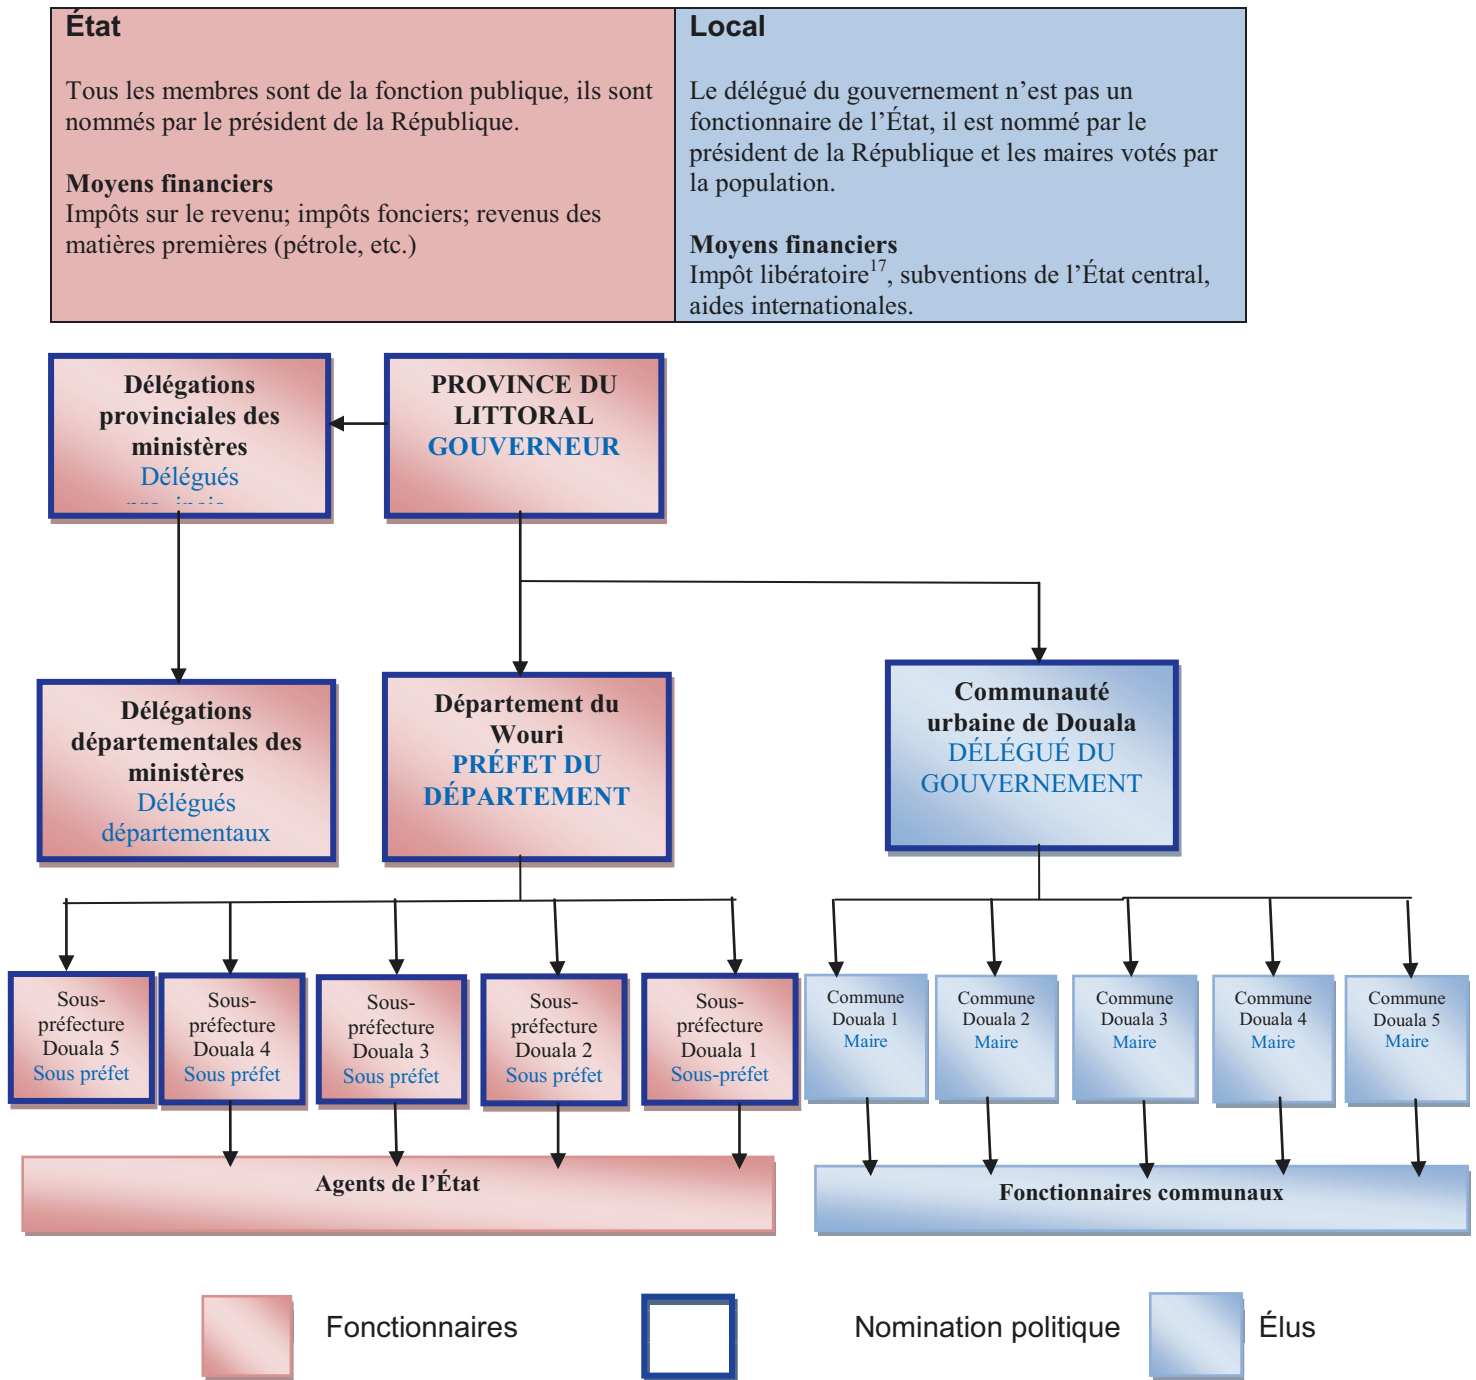 État
Tous les membres sont de la fonction publique, ils sont
nommés par le président de la République.
Moyens financiers
Impôts sur le revenu; impôts fonciers; revenus des
matières premières (pétrole, etc.)
Local
Le délégué du gouvernement n’est pas un
fonctionnaire de l’État, il est nommé par le
président de la République et les maires votés par
la population.
Moyens financiers
Impôt libératoire17, subventions de l’État central,
aides internationales.
Délégations
provinciales des
ministères
Délégués
PROVINCE DU
LITTORAL
GOUVERNEUR
Délégations
départementales des
ministères
Délégués
départementaux
Département du
Wouri
PRÉFET DU
DÉPARTEMENT
Communauté
urbaine de Douala
DÉLÉGUÉ DU
GOUVERNEMENT
Sous-
préfecture
Douala 5
Sous préfet
Sous-
préfecture
Douala 4
Sous préfet
Sous-
préfecture
Douala 3
Sous préfet
Sous-
préfecture
Douala 2
Sous préfet
Sous-
préfecture
Douala 1
Sous-préfet
Commune
Douala 1
Maire
Commune
Douala 2
Maire
Commune
Douala 3
Maire
Commune
Douala 4
Maire
Commune
Douala 5
Maire
Agents de l’État
Fonctionnaires communaux
Fonctionnaires
Nomination politique
Élus